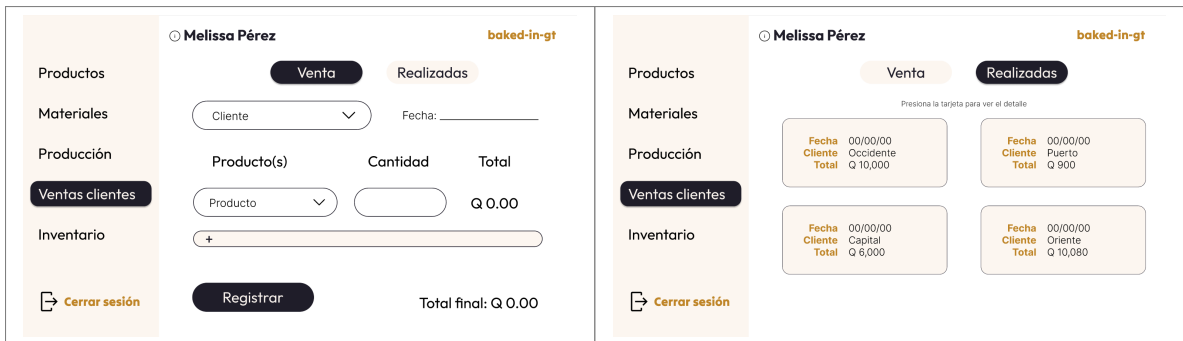 Melissa Pérez
baked-in-gt
Productos
Materiales
Producción
Ventas clientes
Inventario
Cerrar sesión
Venta
Realizadas
Cliente
Fecha:
Producto(s) Cantidad Total
Producto
Q 0.00
+
Registrar
Total final: Q 0.00
Melissa Pérez
baked-in-gt
Productos
Materiales
Producción
Ventas clientes
Inventario
Cerrar sesión
Venta
Realizadas
Presiona la tarjeta para ver el detalle
Fecha 00/00/00
Cliente Occidente
Total Q 10,000
Fecha 00/00/00
Cliente Puerto
Total Q 900
Fecha 00/00/00
Cliente Capital
Total Q 6,000
Fecha 00/00/00
Cliente Oriente
Total Q 10,080